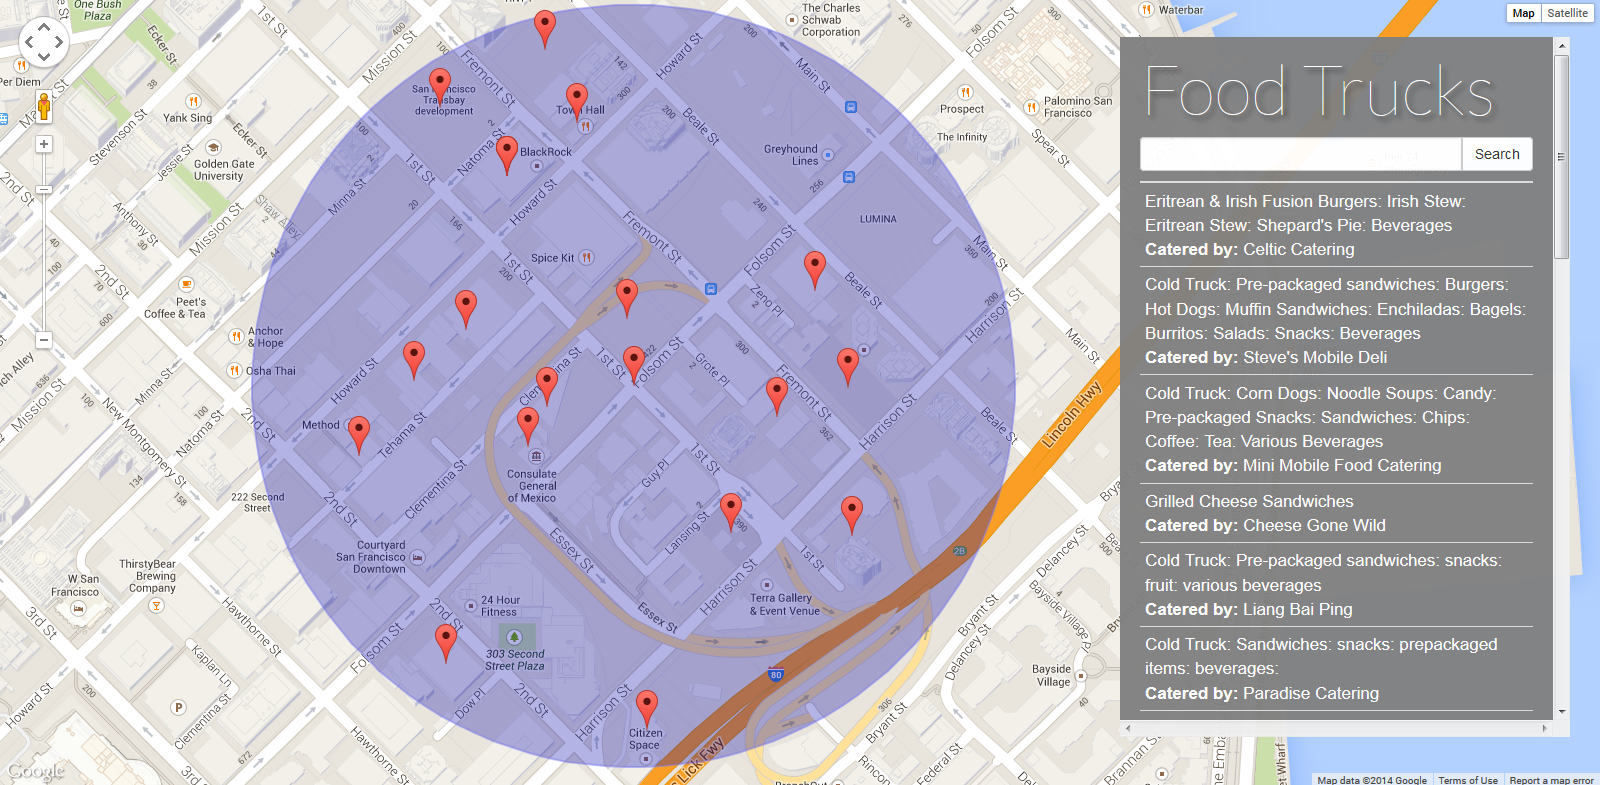 Food Trucks
Search
Eritrean & Irish Fusion Burgers: Irish Stew:
Eritrean Stew: Shepard's Pie: Beverages
Catered by: Celtic Catering
Cold Truck: Pre-packaged sandwiches: Burgers:
Hot Dogs: Muffin Sandwiches: Enchiladas: Bagels:
Burritos: Salads: Snacks: Beverages
Catered by: Steve's Mobile Deli
Cold Truck: Corn Dogs: Noodle Soups: Candy:
Pre-packaged Snacks: Sandwiches: Chips:
Coffee: Tea: Various Beverages
Catered by: Mini Mobile Food Catering
Grilled Cheese Sandwiches
Catered by: Cheese Gone Wild
Cold Truck: Pre-packaged sandwiches: snacks:
fruit: various beverages
Catered by: Liang Bai Ping
Cold Truck: Sandwiches: snacks: prepackaged
items: beverages:
Catered by: Paradise Catering
Map
Satellite
One Bush
Plaza
The Charles
Schwab
Corporation
Waterbar
Per Diem
Yank Sing
Golden Gate
University
San Francisco
Transbay
development
Town Hall
BlackRock
Greyhound
Lines
Prospect
Palomino San
Francisco
The Infinity
LUMINA
Spice Kit
Peet's
Coffee & Tea
Anchor
& Hope
Osha Thai
Method
Consulate
General
of Mexico
222 Second
Street
Courtyard
San Francisco
Downtown
ThirstyBear
Brewing
Company
W San
Francisco
24 Hour
Fitness
303 Second
Street Plaza
Terra Gallery
& Event Venue
Bayside
Village
Citizen
Space
1st St
Mission St
Ecker St
Stevenson St
Jessie St
Anthony St
Minna St
Natoma St
Shaw Alley
Fremont St
Howard St
Main St
Beale St
Folsom St
Spear St
Zeno Pl
Harrison St
Grote Pl
Guy Pl
Lansing St
Essex St
Clementina St
Tehama St
New Montgomery St
2nd St
3rd St
Hawthorne St
Kaplan Ln
Dow Pl
Lincoln Hwy
Bryant St
Delancey St
Bayside Village Pl
Federal St
Brannan St
80
2B
Google
Map data ©2014 Google
Terms of Use
Report a map error